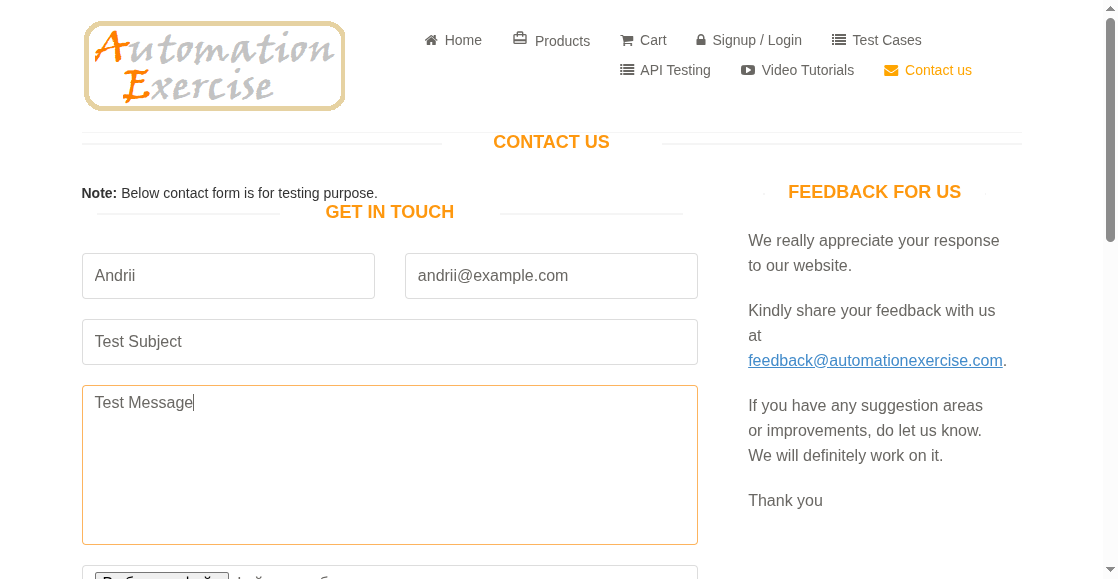 Automation
Exercise
Home
Products
Cart
Signup / Login
Test Cases
API Testing
Video Tutorials
Contact us
CONTACT US
Note: Below contact form is for testing purpose.
GET IN TOUCH
Andrii
andrii@example.com
Test Subject
Test Message
FEEDBACK FOR US
We really appreciate your response
to our website.
Kindly share your feedback with us
at
feedback@automationexercise.com.
If you have any suggestion areas
or improvements, do let us know.
We will definitely work on it.
Thank you